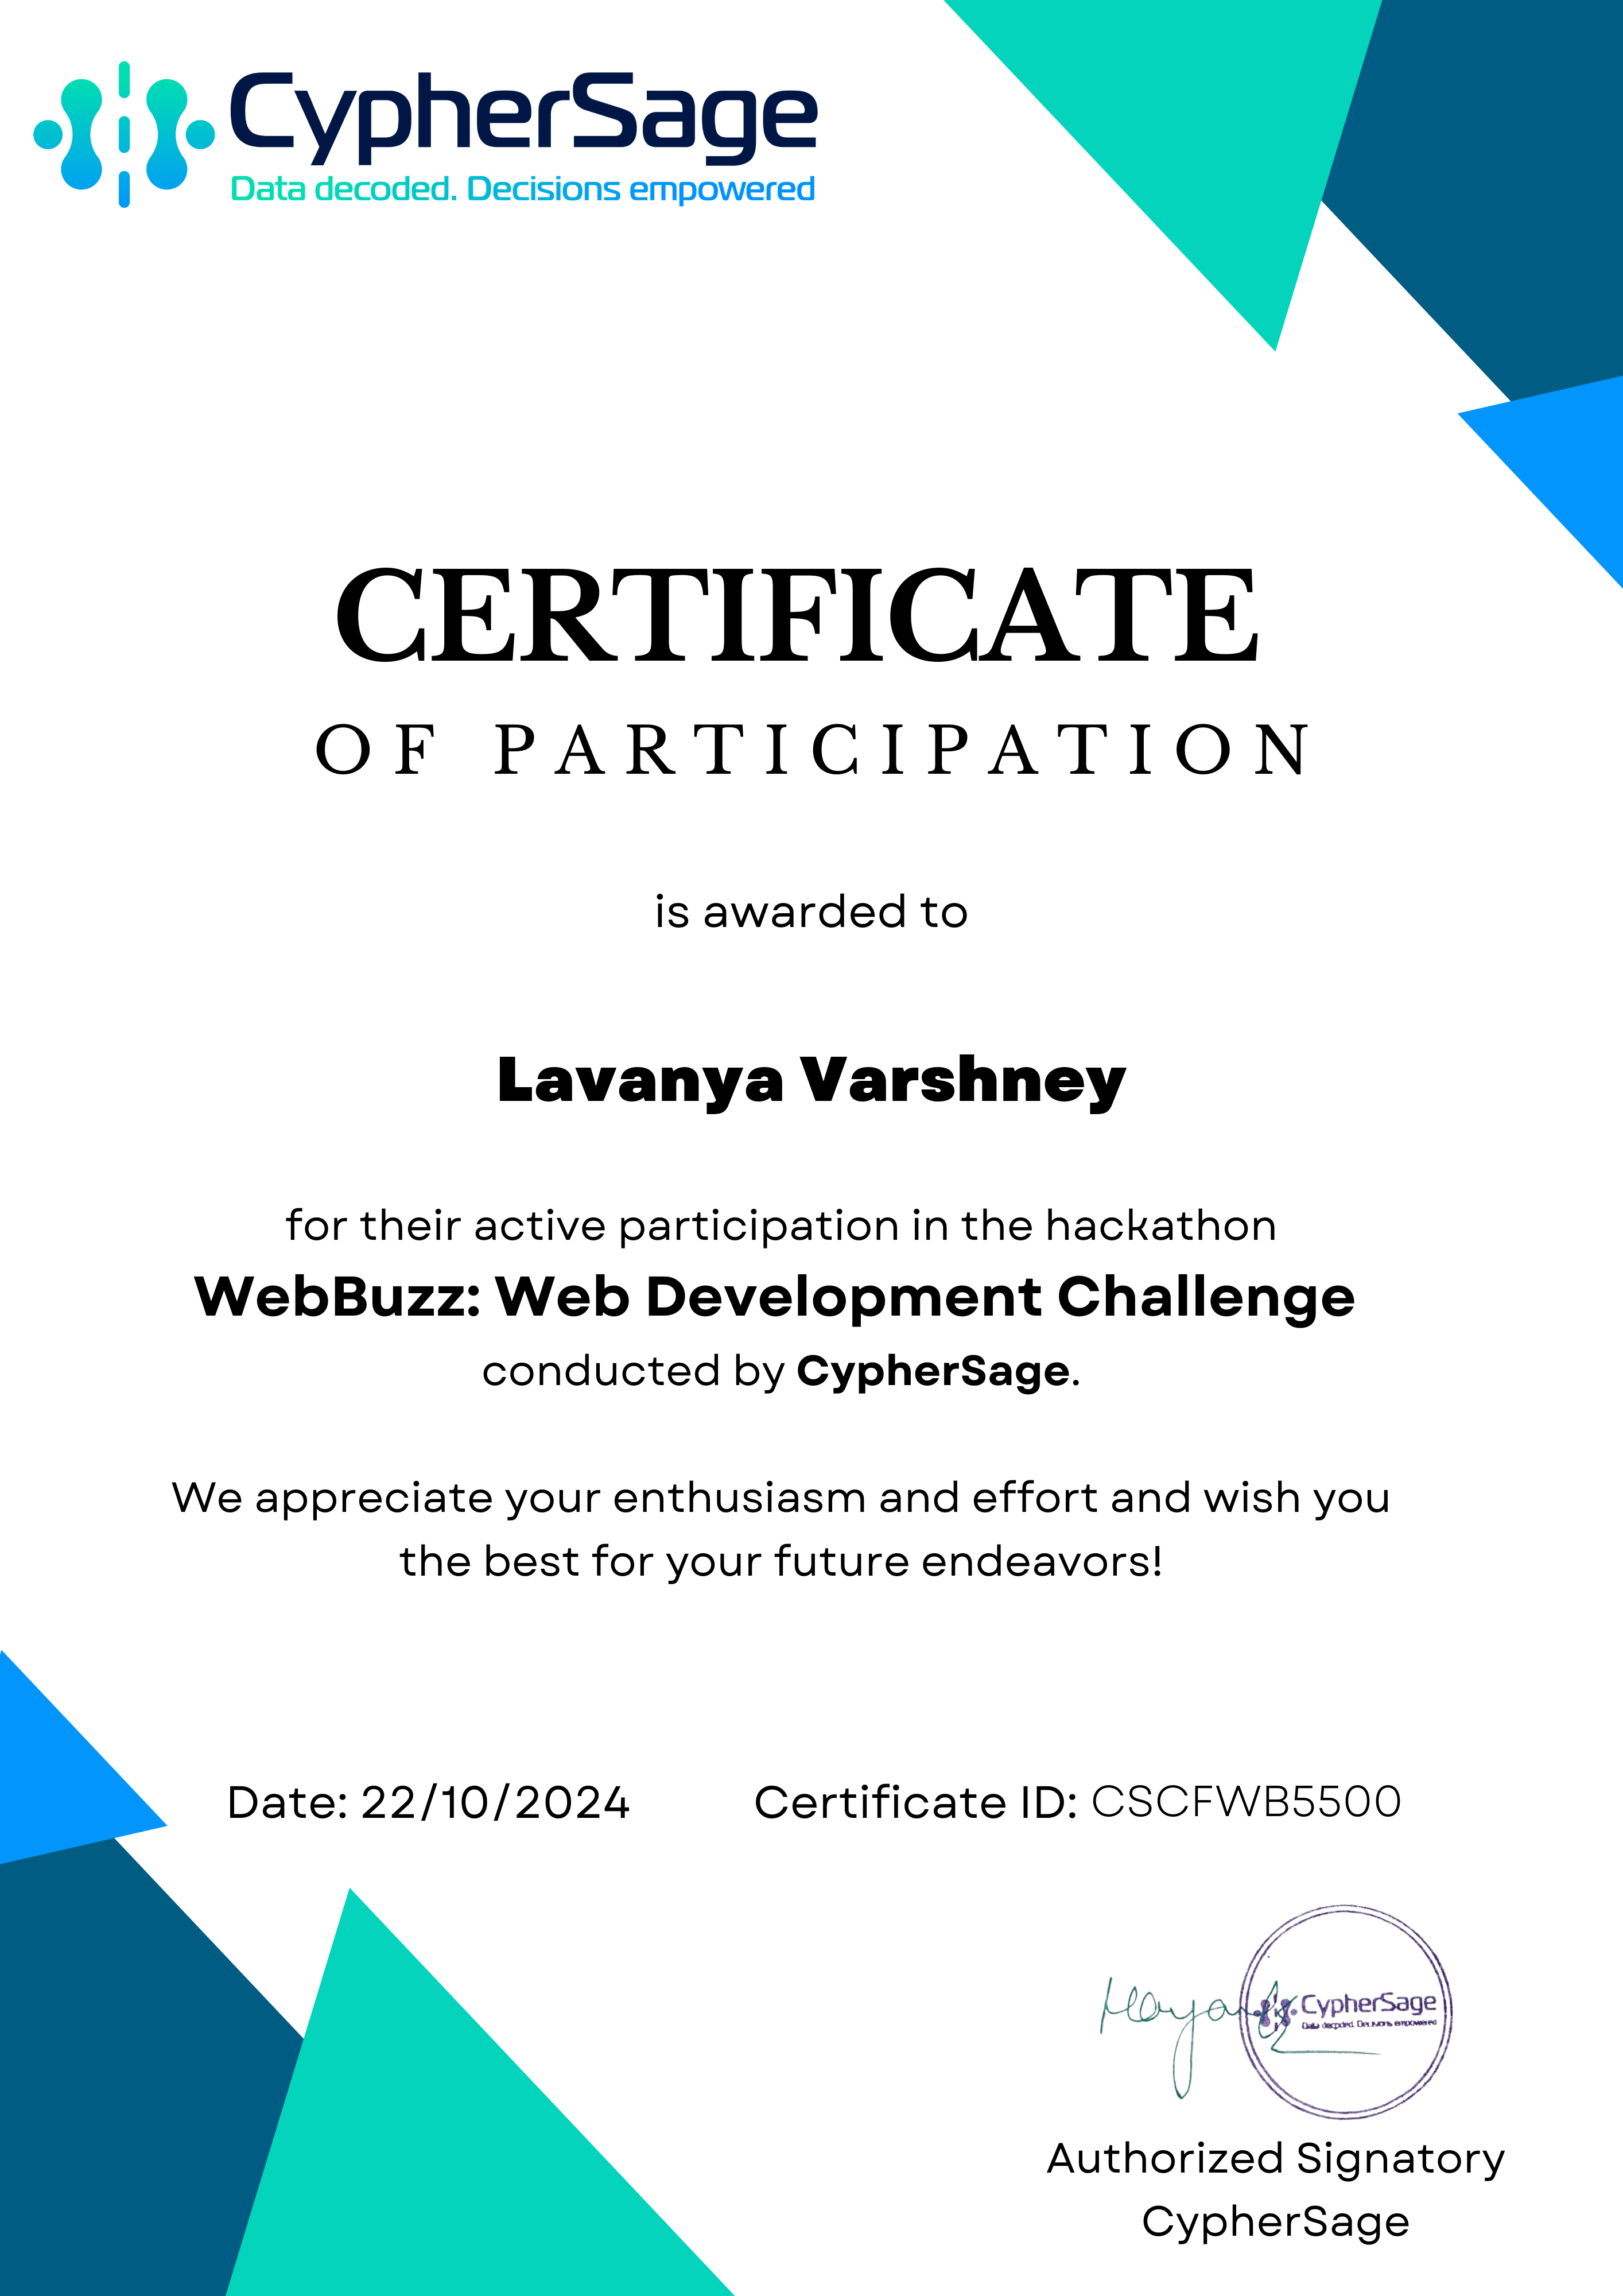 CypherSage
Data decoded. Decisions empowered
CERTIFICATE
OF PARTICIPATION
is awarded to
Lavanya Varshney
for their active participation in the hackathon
WebBuzz: Web Development Challenge
conducted by CypherSage.
We appreciate your enthusiasm and effort and wish you
the best for your future endeavors!
Date: 22/10/2024 Certificate ID: CSCFWB5500
Mayank
CypherSage
Data decoded. Decisions empowered
Authorized Signatory
CypherSage